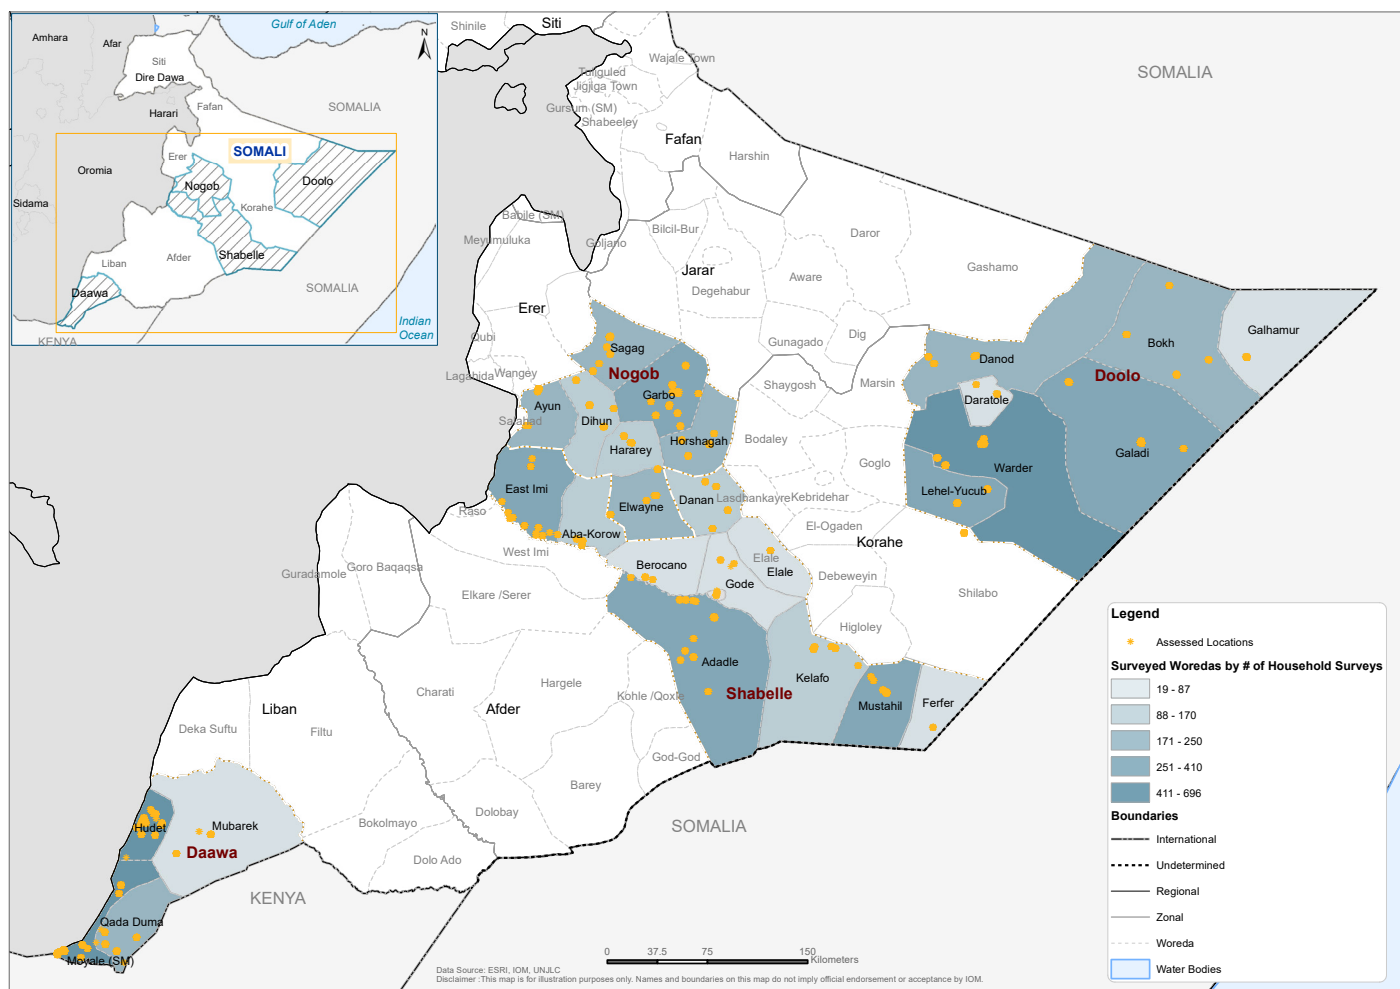 Gulf of Aden
N
Amhara
Afar
Siti
Dire Dawa
Harari
Fafan
SOMALIA
Erer
SOMALI
Oromia
Nogob
Doolo
Sidama
Korahe
Shabelle
Afder
Liban
Daawa
SOMALIA
Indian
Ocean
KENYA
Shinile
Siti
Wajale Town
Tuliguled
Jigjiga Town
Gursum (SM)
Shabeeley
Fafan
Harshin
SOMALIA
Babile (SM)
Meyumuluka
Goljano
Bilcil-Bur
Daror
Jarar
Degehabur
Aware
Gashamo
Erer
Qubi
Lagahida
Wangey
Salahad
Gunagado
Dig
Shaygosh
Marsin
Bodaley
Goglo
Sagag
Nogob
Garbo
Ayun
Dihun
Hararey
Horshagah
East Imi
Elwayne
Danan
Aba-Korow
Lasdhankayre
Kebridehar
El-Ogaden
Korahe
Danod
Doolo
Bokh
Galhamur
Daratole
Warder
Galadi
Lehel-Yucub
Raso
West Imi
Guradamole
Goro Baqaqsa
Elkare /Serer
Berocano
Gode
Elale
Elale
Debeweyin
Shilabo
Higloley
Adadle
Shabelle
Kelafo
Mustahil
Ferfer
Charati
Hargele
Kohle /Qoxle
Afder
God-God
Barey
Liban
Deka Suftu
Filtu
Dolobay
Bokolmayo
Dolo Ado
SOMALIA
Hudet
Mubarek
Daawa
KENYA
Qada Duma
Moyale (SM)
Legend
Assessed Locations
Surveyed Woredas by # of Household Surveys
19 - 87
88 - 170
171 - 250
251 - 410
411 - 696
Boundaries
International
Undetermined
Regional
Zonal
Woreda
Water Bodies
0 37.5 75 150
Kilometers
Data Source: ESRI, IOM, UNJLC
Disclaimer :This map is for illustration purposes only. Names and boundaries on this map do not imply official endorsement or acceptance by IOM.